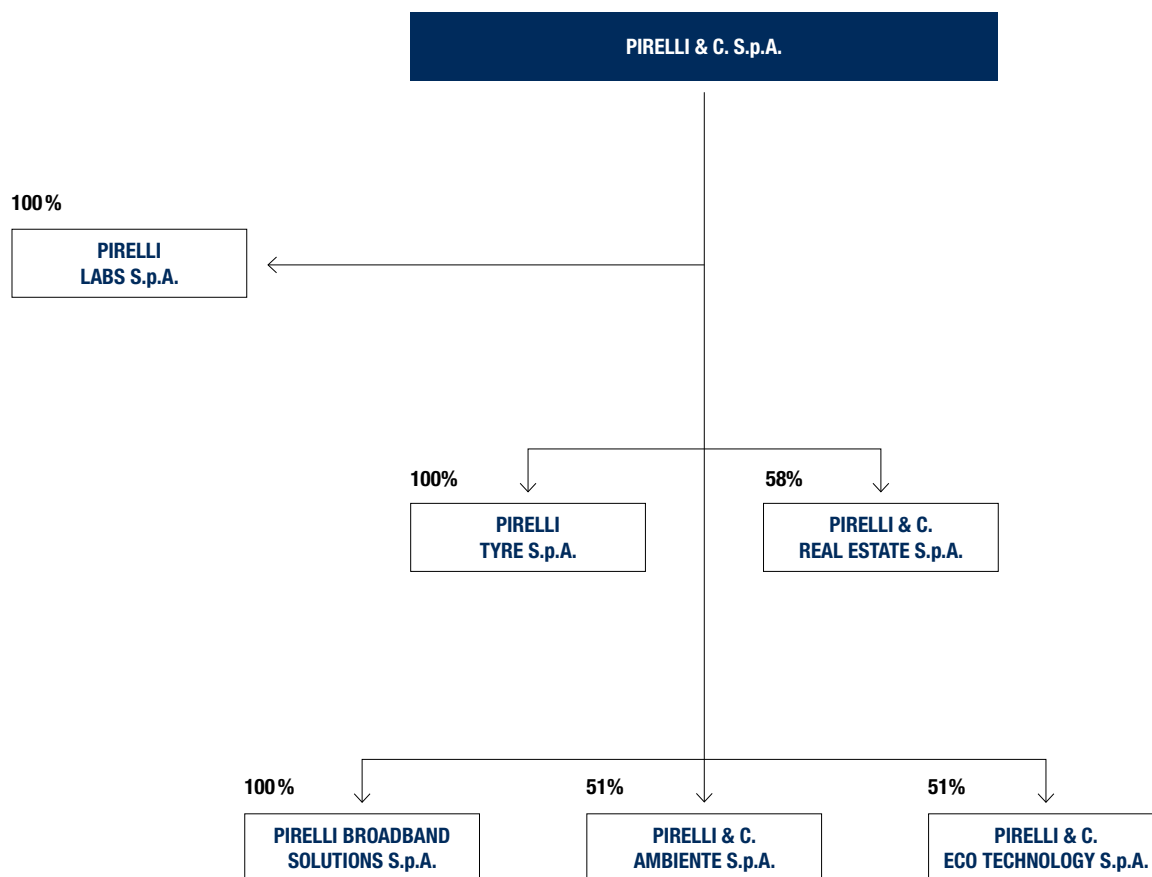 PIRELLI & C. S.p.A.
100%
PIRELLI
LABS S.p.A.
100%
PIRELLI
TYRE S.p.A.
58%
PIRELLI & C.
REAL ESTATE S.p.A.
100%
PIRELLI BROADBAND
SOLUTIONS S.p.A.
51%
PIRELLI & C.
AMBIENTE S.p.A.
51%
PIRELLI & C.
ECO TECHNOLOGY S.p.A.